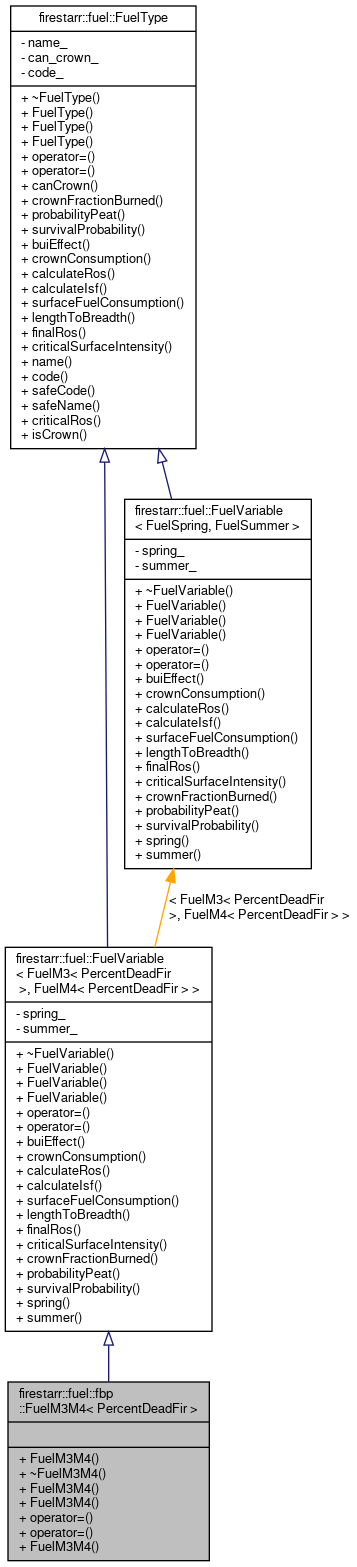 firestarr::fuel::FuelType
- name_
- can_crown_
- code_
+ ~FuelType()
+ FuelType()
+ FuelType()
+ FuelType()
+ operator=()
+ operator=()
+ canCrown()
+ crownFractionBurned()
+ probabilityPeat()
+ survivalProbability()
+ buiEffect()
+ crownConsumption()
+ calculateRos()
+ calculateIsf()
+ surfaceFuelConsumption()
+ lengthToBreadth()
+ finalRos()
+ criticalSurfaceIntensity()
+ name()
+ code()
+ safeCode()
+ safeName()
+ criticalRos()
+ isCrown()
firestarr::fuel::FuelVariable
< FuelSpring, FuelSummer >
- spring_
- summer_
+ ~FuelVariable()
+ FuelVariable()
+ FuelVariable()
+ FuelVariable()
+ operator=()
+ operator=()
+ buiEffect()
+ crownConsumption()
+ calculateRos()
+ calculateIsf()
+ surfaceFuelConsumption()
+ lengthToBreadth()
+ finalRos()
+ criticalSurfaceIntensity()
+ crownFractionBurned()
+ probabilityPeat()
+ survivalProbability()
+ spring()
+ summer()
< FuelM3< PercentDeadFir
>, FuelM4< PercentDeadFir > >
firestarr::fuel::FuelVariable
< FuelM3< PercentDeadFir
>, FuelM4< PercentDeadFir > >
- spring_
- summer_
+ ~FuelVariable()
+ FuelVariable()
+ FuelVariable()
+ FuelVariable()
+ operator=()
+ operator=()
+ buiEffect()
+ crownConsumption()
+ calculateRos()
+ calculateIsf()
+ surfaceFuelConsumption()
+ lengthToBreadth()
+ finalRos()
+ criticalSurfaceIntensity()
+ crownFractionBurned()
+ probabilityPeat()
+ survivalProbability()
+ spring()
+ summer()
firestarr::fuel::fbp
::FuelM3M4< PercentDeadFir >
+ FuelM3M4()
+ ~FuelM3M4()
+ FuelM3M4()
+ FuelM3M4()
+ operator=()
+ operator=()
+ FuelM3M4()